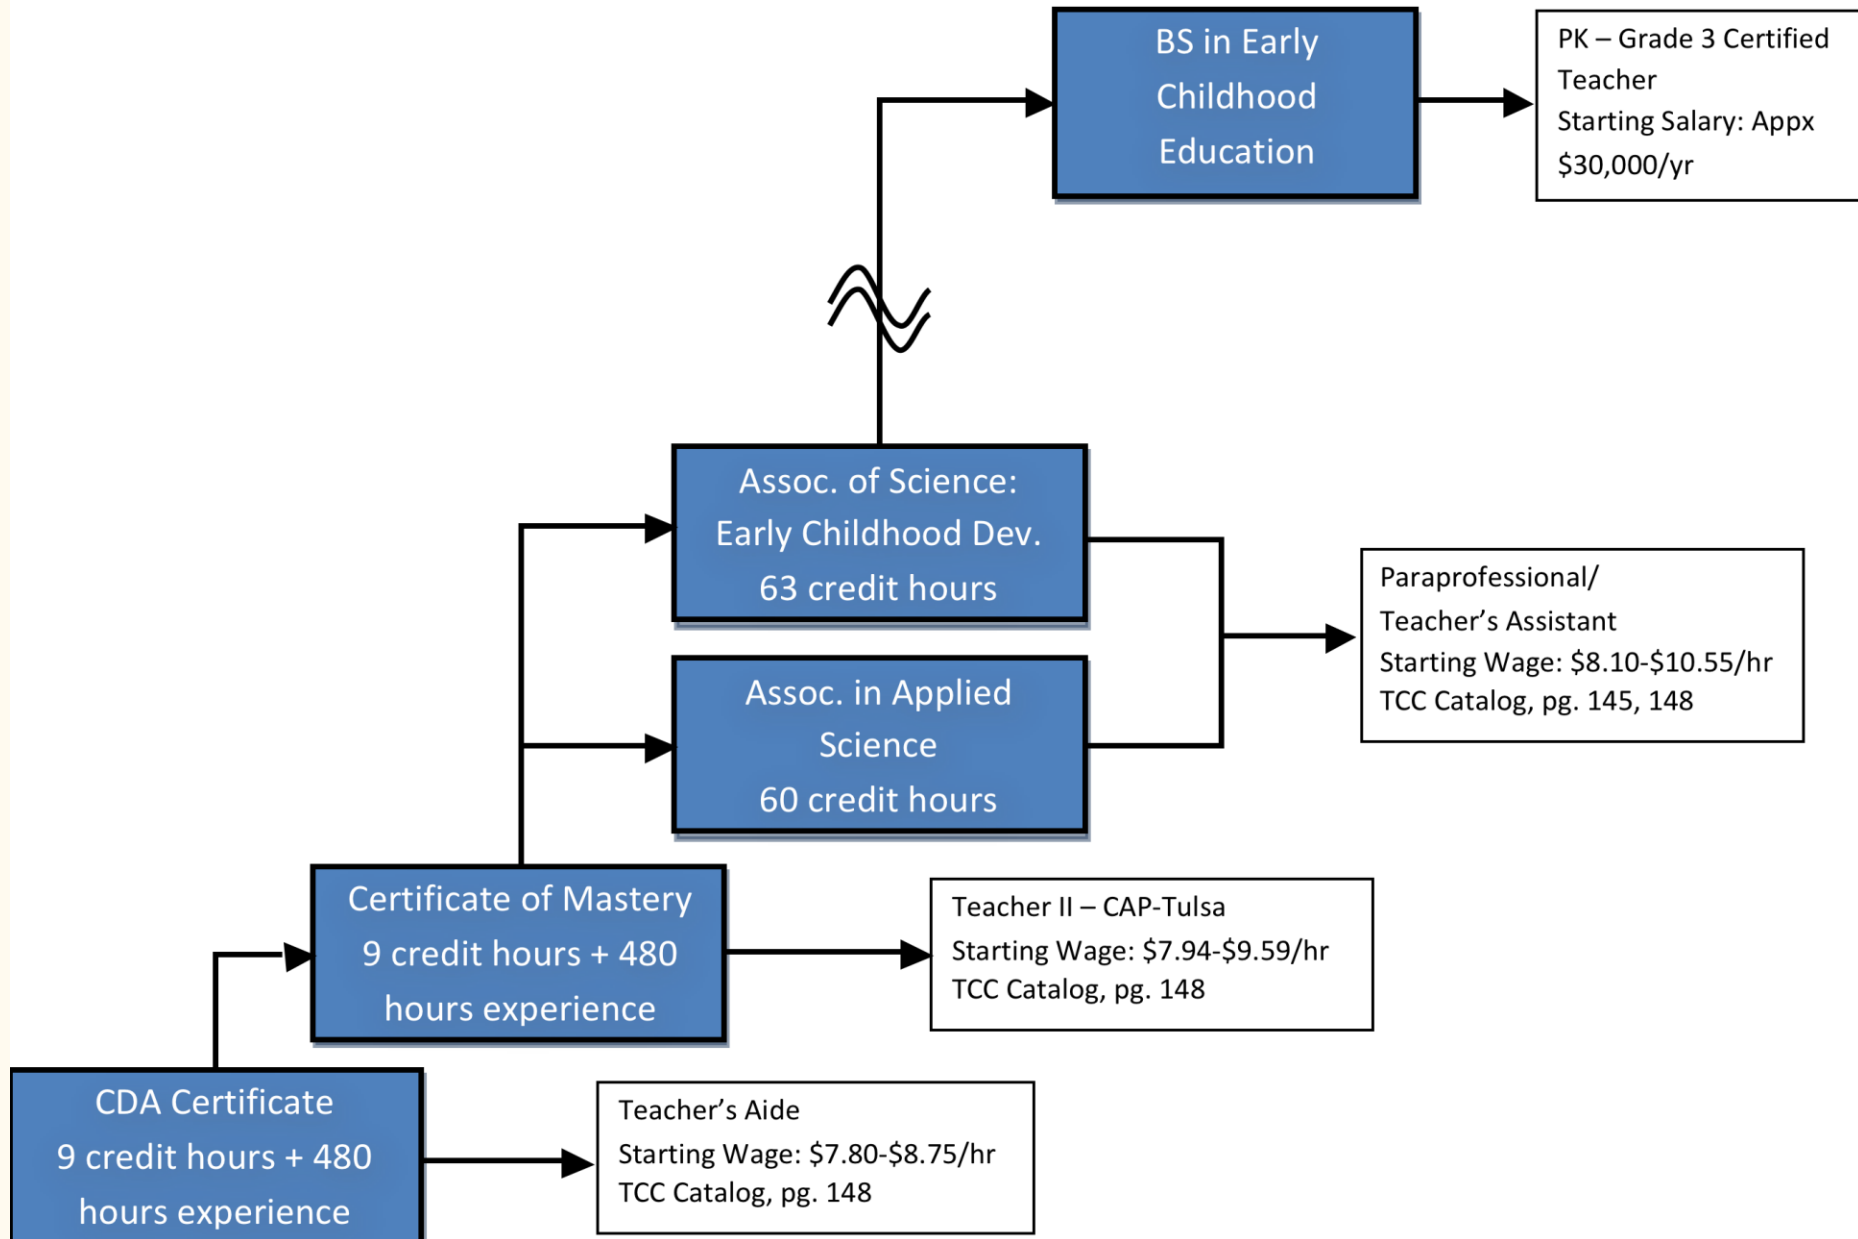 BS in Early
Childhood
Education
PK – Grade 3 Certified
Teacher
Starting Salary: Appx
$30,000/yr
Assoc. of Science:
Early Childhood Dev.
63 credit hours
Assoc. in Applied
Science
60 credit hours
Paraprofessional/
Teacher’s Assistant
Starting Wage: $8.10-$10.55/hr
TCC Catalog, pg. 145, 148
Certificate of Mastery
9 credit hours + 480
hours experience
Teacher II – CAP-Tulsa
Starting Wage: $7.94-$9.59/hr
TCC Catalog, pg. 148
CDA Certificate
9 credit hours + 480
hours experience
Teacher’s Aide
Starting Wage: $7.80-$8.75/hr
TCC Catalog, pg. 148